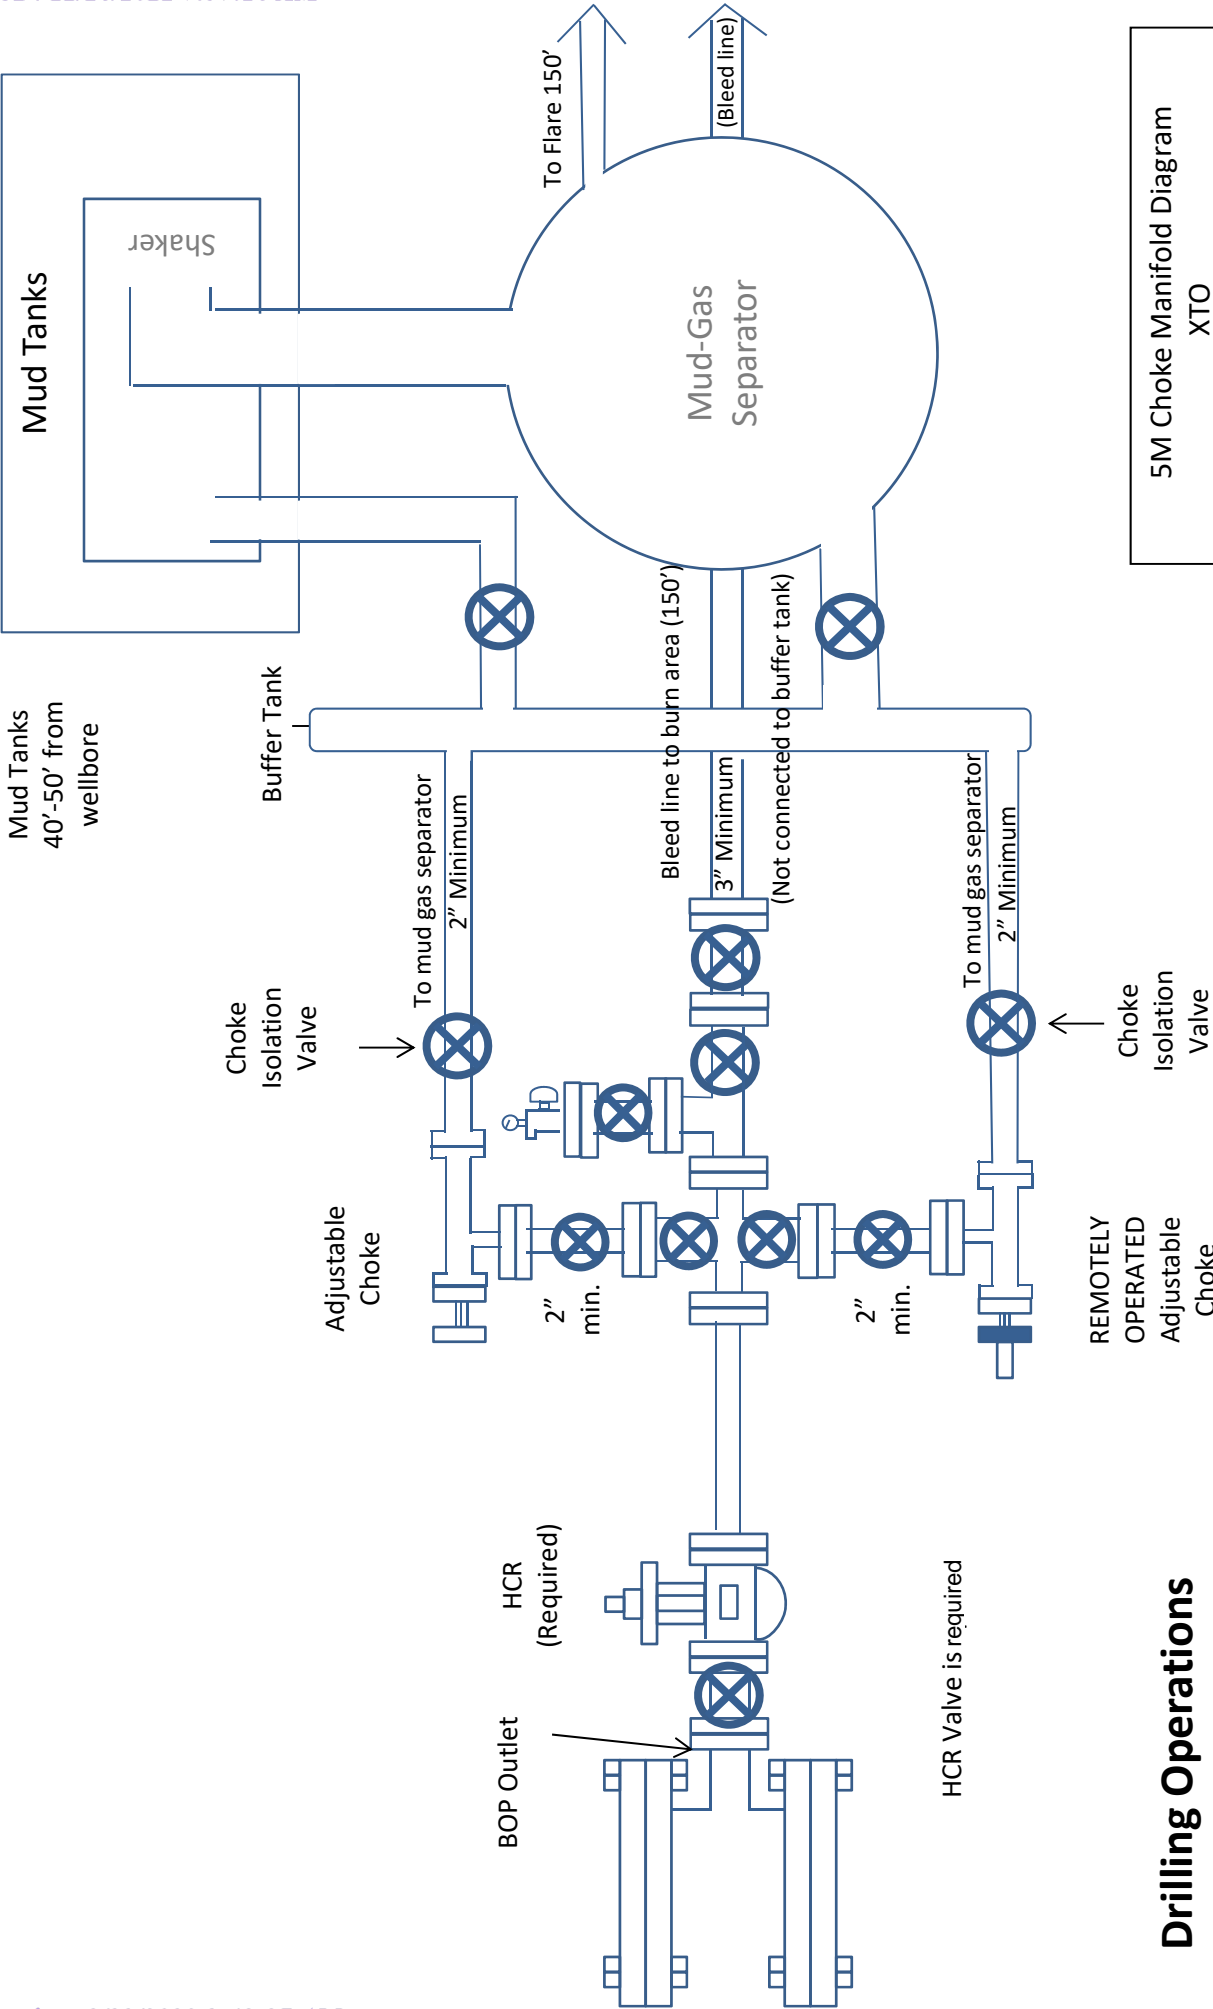 Mud Tanks
Shaker
Mud Tanks
40’-50’ from
wellbore
Buffer Tank
To Flare 150’
(Bleed line)
Mud-Gas
Separator
Bleed line to burn area (150’)
3” Minimum
(Not connected to buffer tank)
To mud gas separator
2” Minimum
To mud gas separator
2” Minimum
Choke
Isolation
Valve
Choke
Isolation
Valve
Adjustable
Choke
2”
min.
2”
min.
REMOTELY
OPERATED
Adjustable
Choke
HCR
(Required)
BOP Outlet
HCR Valve is required
Drilling Operations
5M Choke Manifold Diagram
XTO